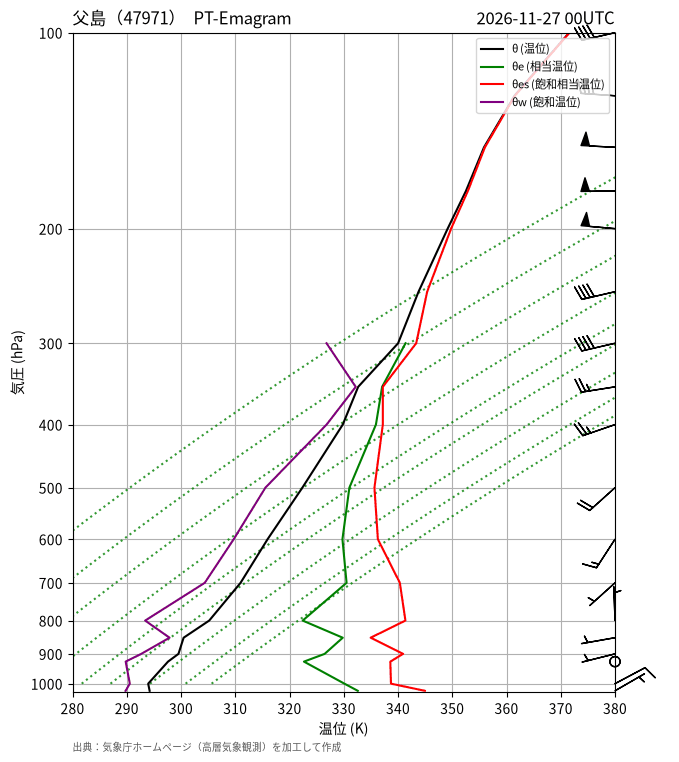 父島（47971） PT-Emagram
2026-11-27 00UTC
θ (温位)
θe (相当温位)
θes (飽和相当温位)
θw (飽和温位)
100
200
300
400
500
600
700
800
900
1000
気圧 (hPa)
280 290 300 310 320 330 340 350 360 370 380
温位 (K)
出典：気象庁ホームページ（高層気象観測）を加工して作成